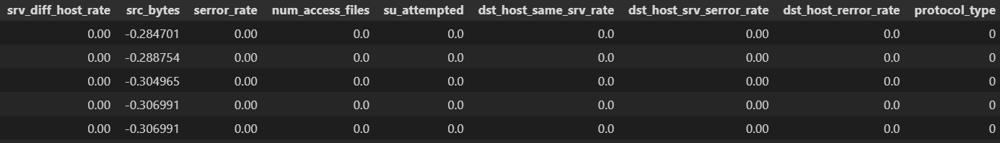 srv_diff_host_rate src_bytes serror_rate num_access_files su_attempted dst_host_same_srv_rate dst_host_srv_serror_rate dst_host_rerror_rate protocol_type
0.00 -0.284701 0.00 0.0 0.0 0.0 0.00 0.0 0
0.00 -0.288754 0.00 0.0 0.0 0.0 0.00 0.0 0
0.00 -0.304965 0.00 0.0 0.0 0.0 0.00 0.0 0
0.00 -0.306991 0.00 0.0 0.0 0.0 0.00 0.0 0
0.00 -0.306991 0.00 0.0 0.0 0.0 0.00 0.0 0